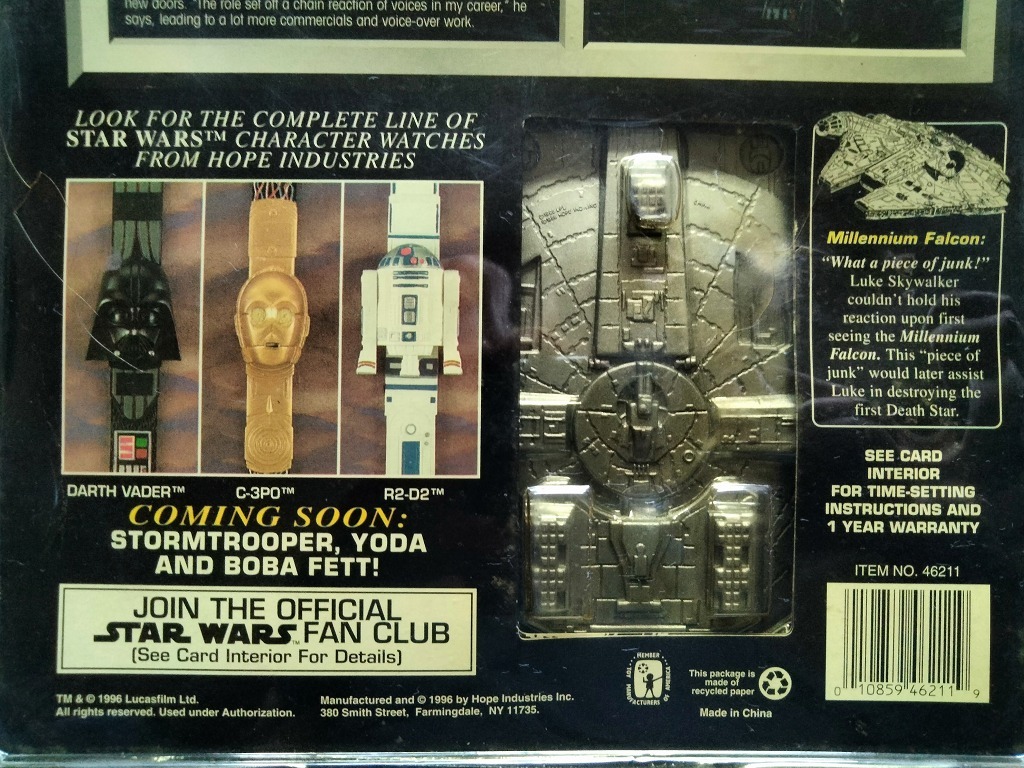 new doors. "The role set off a chain reaction of voices in my career," he
says, leading to a lot more commercials and voice-over work.
LOOK FOR THE COMPLETE LINE OF
STAR WARS™ CHARACTER WATCHES
FROM HOPE INDUSTRIES
DARTH VADER™
C-3PO™
R2-D2™
COMING SOON:
STORMTROOPER, YODA
AND BOBA FETT!
JOIN THE OFFICIAL
STAR WARS™ FAN CLUB
(See Card Interior For Details)
TM & © 1996 Lucasfilm Ltd.
All rights reserved. Used under Authorization.
Manufactured and © 1996 by Hope Industries Inc.
380 Smith Street, Farmingdale, NY 11735.
Millennium Falcon:
"What a piece of junk!"
Luke Skywalker
couldn't hold his
reaction upon first
seeing the Millennium
Falcon. This "piece of
junk" would later assist
Luke in destroying the
first Death Star.
SEE CARD
INTERIOR
FOR TIME-SETTING
INSTRUCTIONS AND
1 YEAR WARRANTY
ITEM NO. 46211
0 10859 46211 9
MEMBER
TOY MANUFACTURERS OF AMERICA
This package is
made of
recycled paper
Made in China